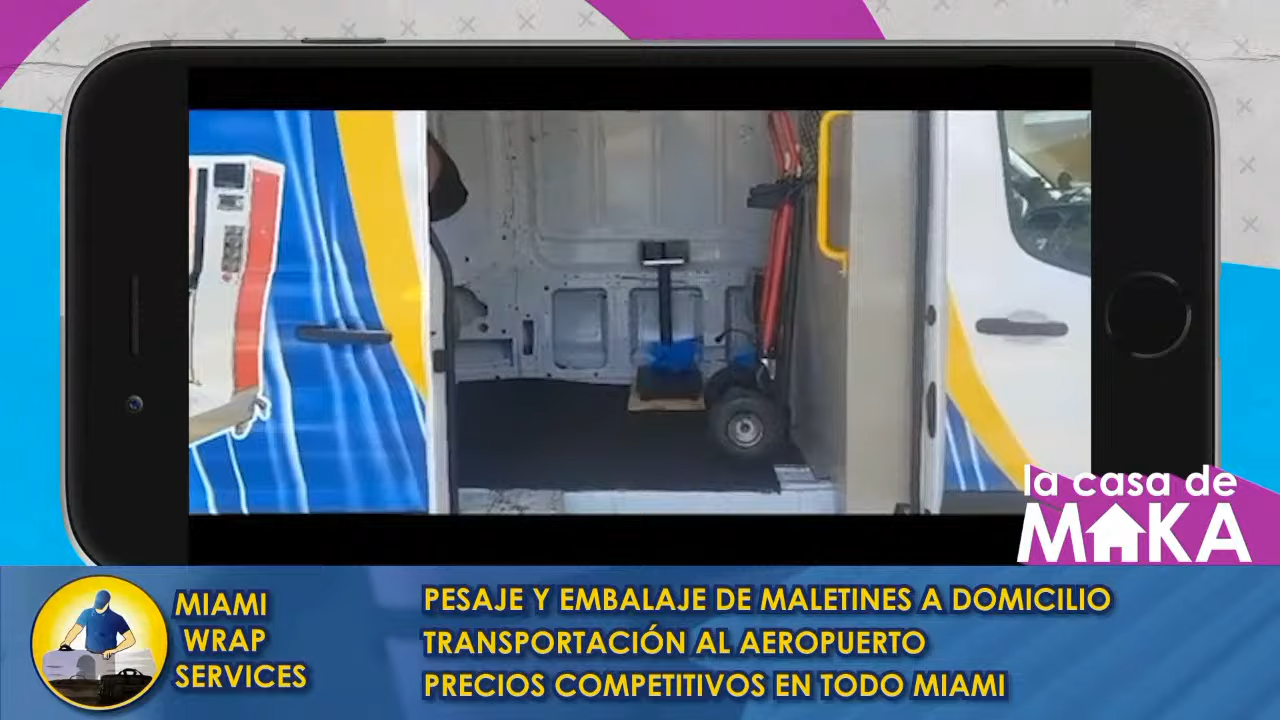 la casa de
MAKA
MIAMI
WRAP
SERVICES
PESAJE Y EMBALAJE DE MALETINES A DOMICILIO
TRANSPORTACIÓN AL AEROPUERTO
PRECIOS COMPETITIVOS EN TODO MIAMI